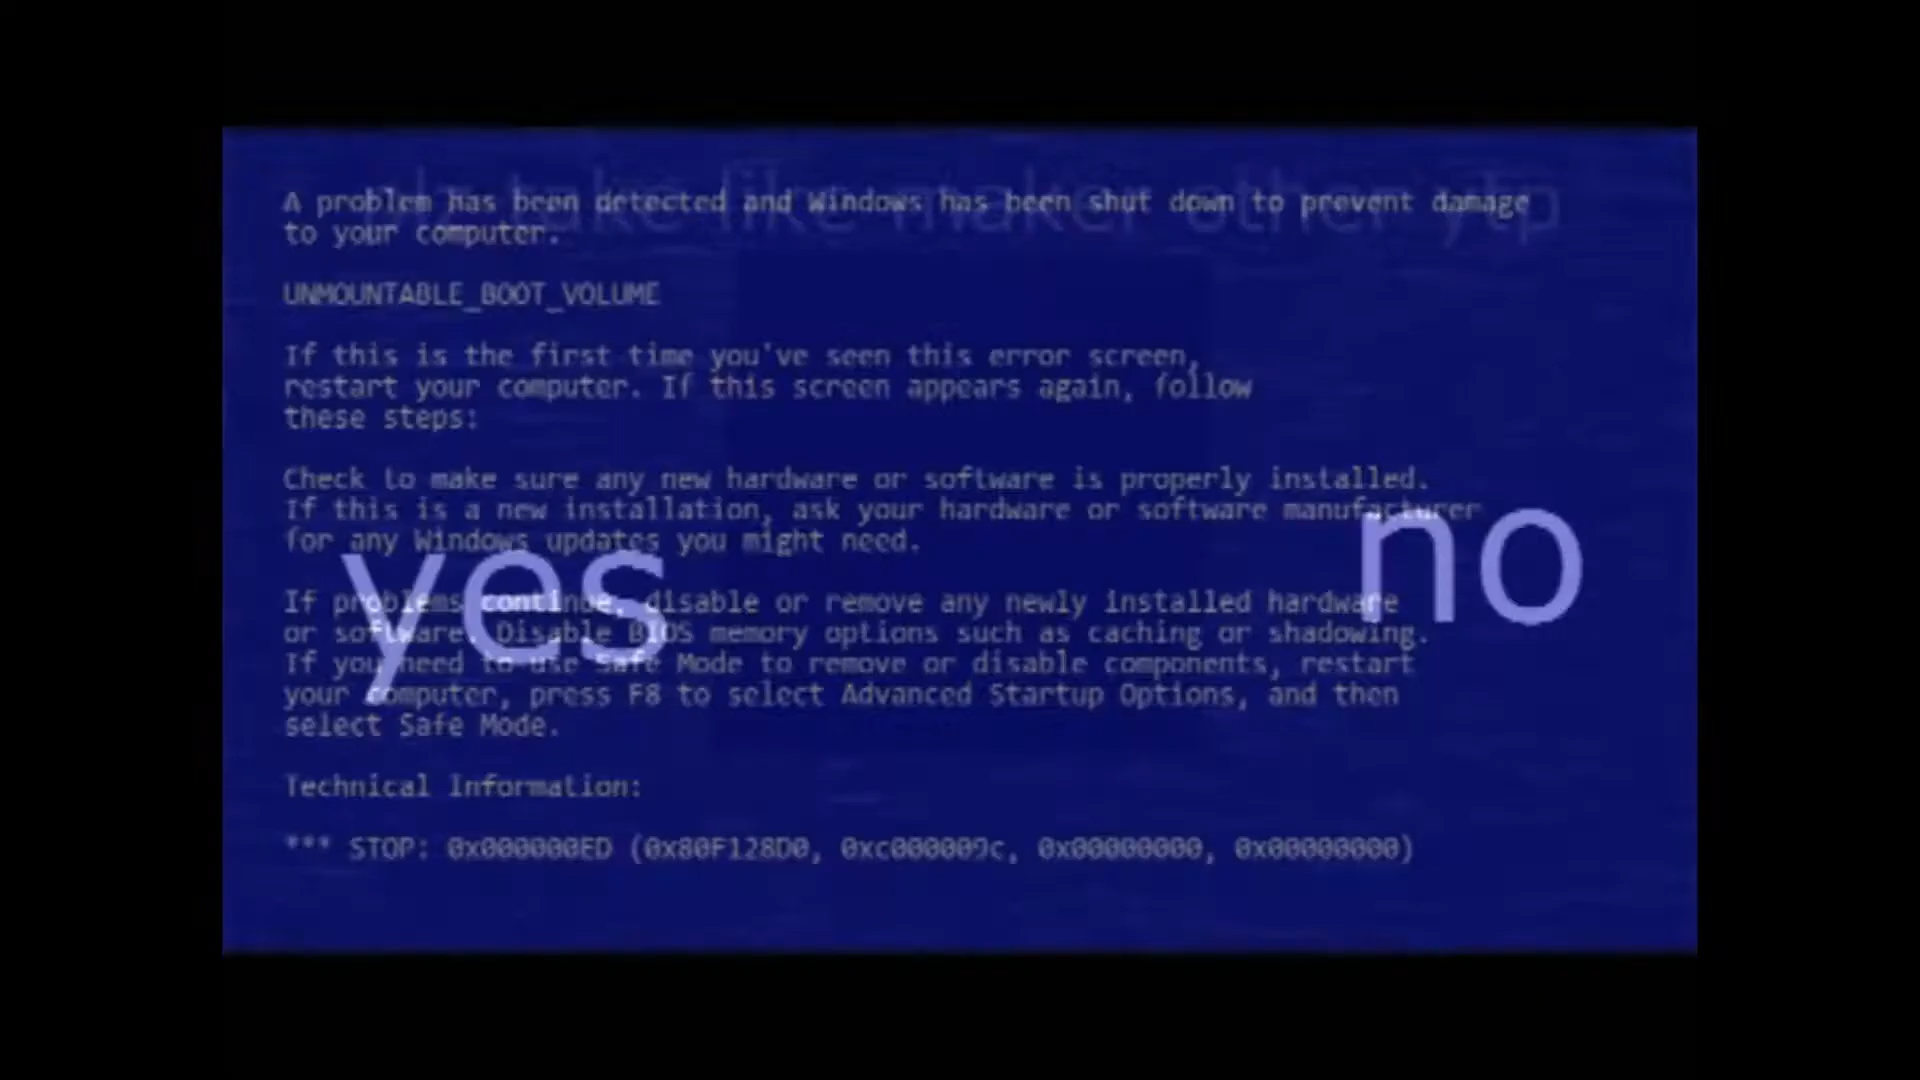 plz take like maker other ytp
A problem has been detected and Windows has been shut down to prevent damage
to your computer.
UNMOUNTABLE_BOOT_VOLUME
If this is the first time you've seen this error screen,
restart your computer. If this screen appears again, follow
these steps:
Check to make sure any new hardware or software is properly installed.
If this is a new installation, ask your hardware or software manufacturer
for any Windows updates you might need.
yes
no
If problems continue, disable or remove any newly installed hardware
or software. Disable BIOS memory options such as caching or shadowing.
If you need to use Safe Mode to remove or disable components, restart
your computer, press F8 to select Advanced Startup Options, and then
select Safe Mode.
Technical Information:
*** STOP: 0x000000ED (0x80F128D0, 0xc000009c, 0x00000000, 0x00000000)